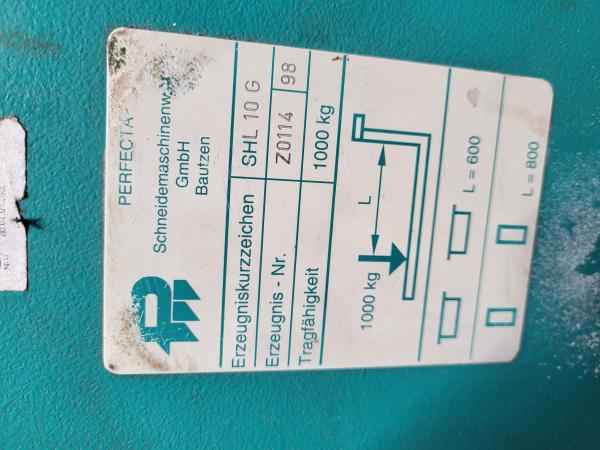 PERFECTA
Schneidemaschinenwerk
GmbH
Bautzen
Erzeugniskurzzeichen SHL 10 G
Erzeugnis - Nr. Z0114 98
Tragfähigkeit 1000 kg
1000 kg
L
L = 600
L = 800